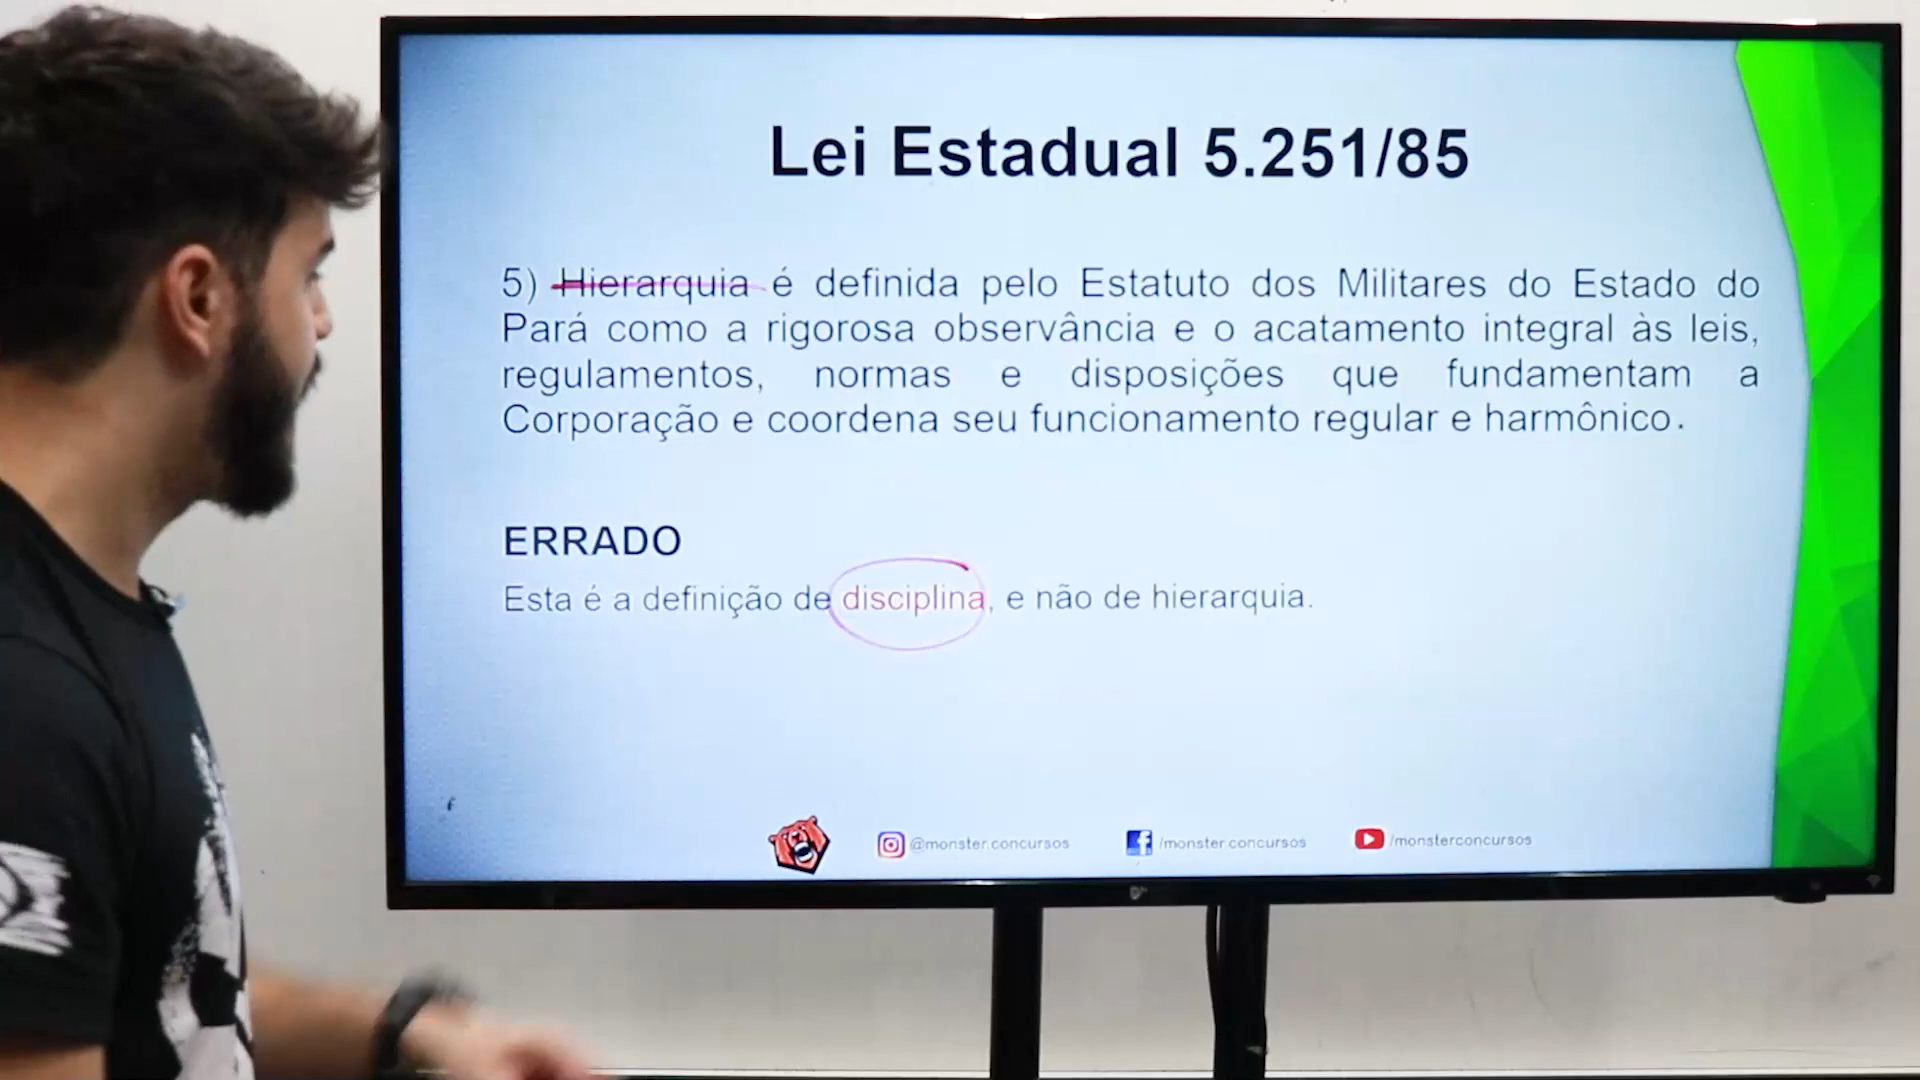 Lei Estadual 5.251/85
5) Hierarquia é definida pelo Estatuto dos Militares do Estado do
Pará como a rigorosa observância e o acatamento integral às leis,
regulamentos, normas e disposições que fundamentam a
Corporação e coordena seu funcionamento regular e harmônico.
ERRADO
Esta é a definição de disciplina, e não de hierarquia.
@monster.concursos
/monster.concursos
/monsterconcursos